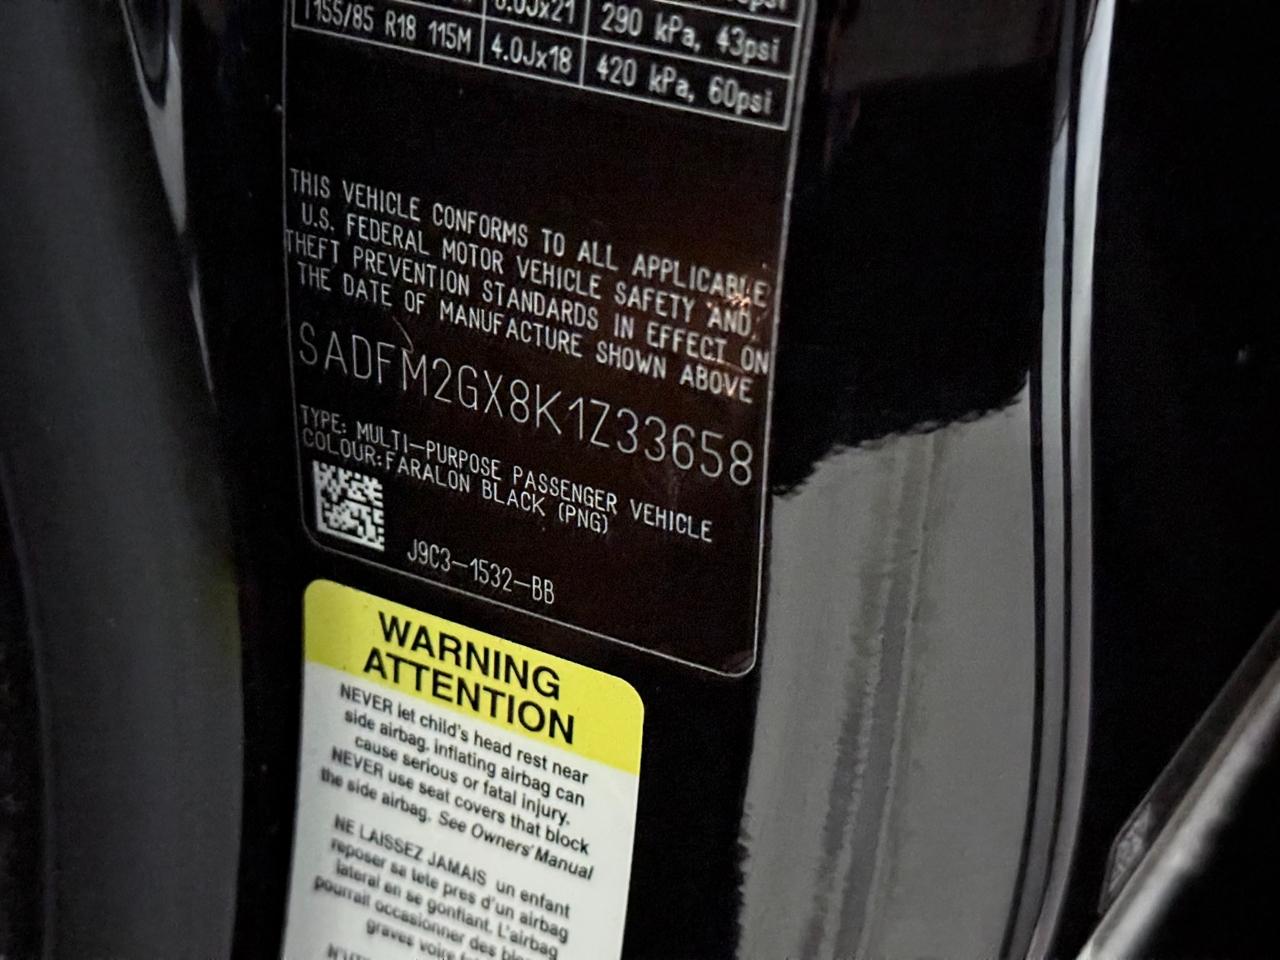 8.0Jx21 290 kPa, 43psi
T155/85 R18 115M 4.0Jx18 420 kPa, 60psi
THIS VEHICLE CONFORMS TO ALL APPLICABLE
U.S. FEDERAL MOTOR VEHICLE SAFETY AND
THEFT PREVENTION STANDARDS IN EFFECT ON
THE DATE OF MANUFACTURE SHOWN ABOVE
SADFM2GX8K1Z33658
TYPE: MULTI-PURPOSE PASSENGER VEHICLE
COLOUR:FARALON BLACK (PNG)
J9C3-1532-BB
WARNING
ATTENTION
NEVER let child's head rest near
side airbag, inflating airbag can
cause serious or fatal injury.
NEVER use seat covers that block
the side airbag. See Owners' Manual
NE LAISSEZ JAMAIS un enfant
reposer sa tete pres d'un airbag
lateral en se gonflant. L'airbag
pourrait occasionner des
graves voire